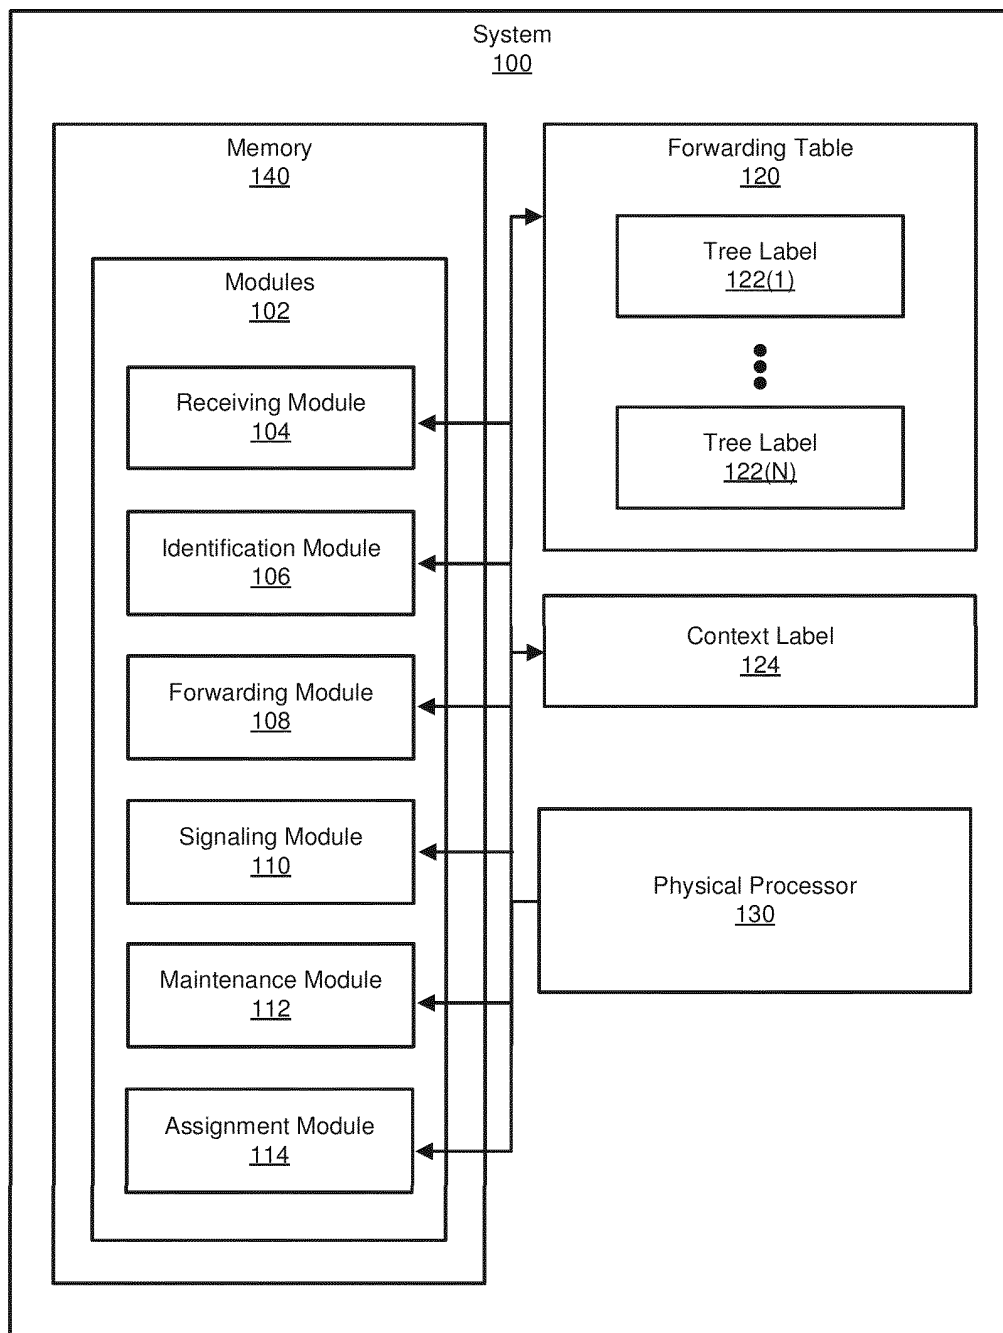 System
100
Memory
140
Modules
102
Receiving Module
104
Identification Module
106
Forwarding Module
108
Signaling Module
110
Maintenance Module
112
Assignment Module
114
Forwarding Table
120
Tree Label
122(1)
Tree Label
122(N)
Context Label
124
Physical Processor
130